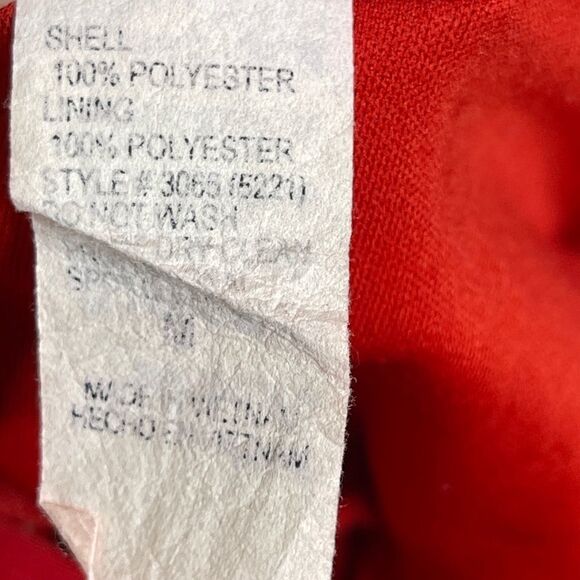 SHELL
100% POLYESTER
LINING
100% POLYESTER
STYLE # 3065 (5221)
DO NOT WASH
DRY CLEAN
M
MADE IN VIETNAM
HECHO EN VIETNAM